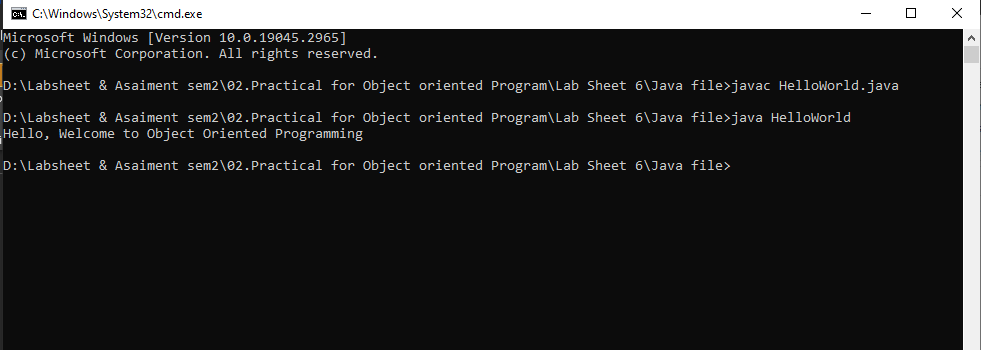 C:\Windows\System32\cmd.exe
Microsoft Windows [Version 10.0.19045.2965]
(c) Microsoft Corporation. All rights reserved.
D:\Labsheet & Asaiment sem2\02.Practical for Object oriented Program\Lab Sheet 6\Java file>javac HelloWorld.java
D:\Labsheet & Asaiment sem2\02.Practical for Object oriented Program\Lab Sheet 6\Java file>java HelloWorld
Hello, Welcome to Object Oriented Programming
D:\Labsheet & Asaiment sem2\02.Practical for Object oriented Program\Lab Sheet 6\Java file>